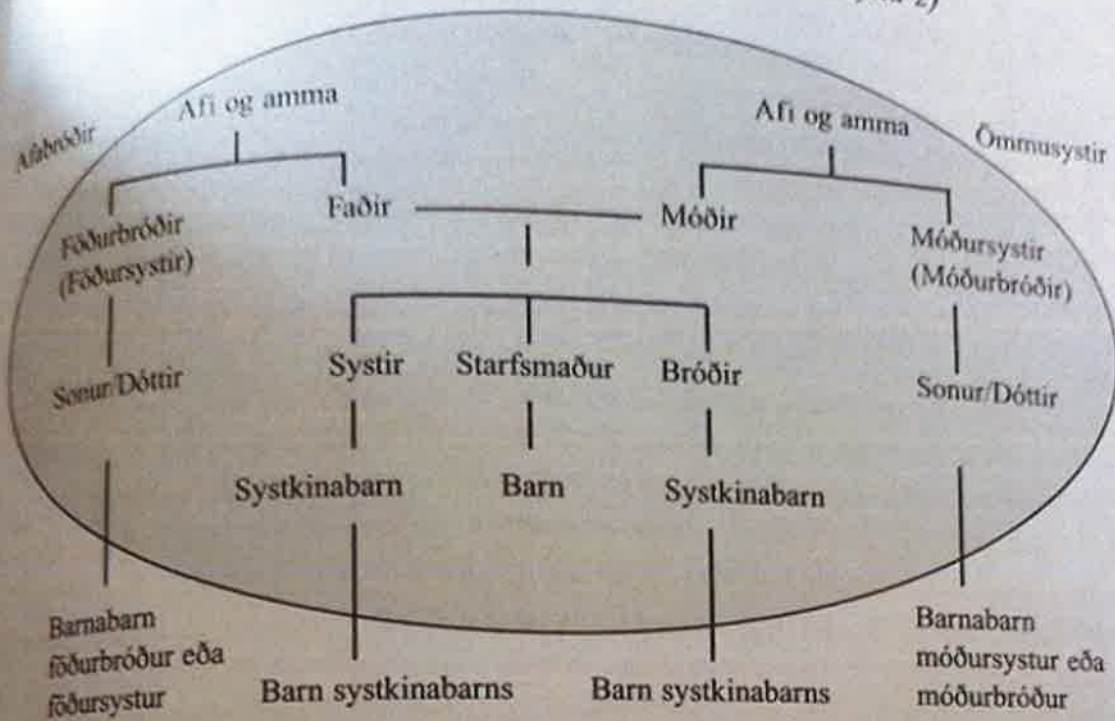 Afi og amma
Afi og amma
Afabróðir
Ömmusystir
Faðir
Móðir
Föðurbróðir
(Föðursystir)
Móðursystir
(Móðurbróðir)
Systir
Starfsmaður
Bróðir
Sonur/Dóttir
Sonur/Dóttir
Systkinabarn
Barn
Systkinabarn
Barnabarn
föðurbróður eða
föðursystur
Barn systkinabarns
Barn systkinabarns
Barnabarn
móðursystur eða
móðurbróður